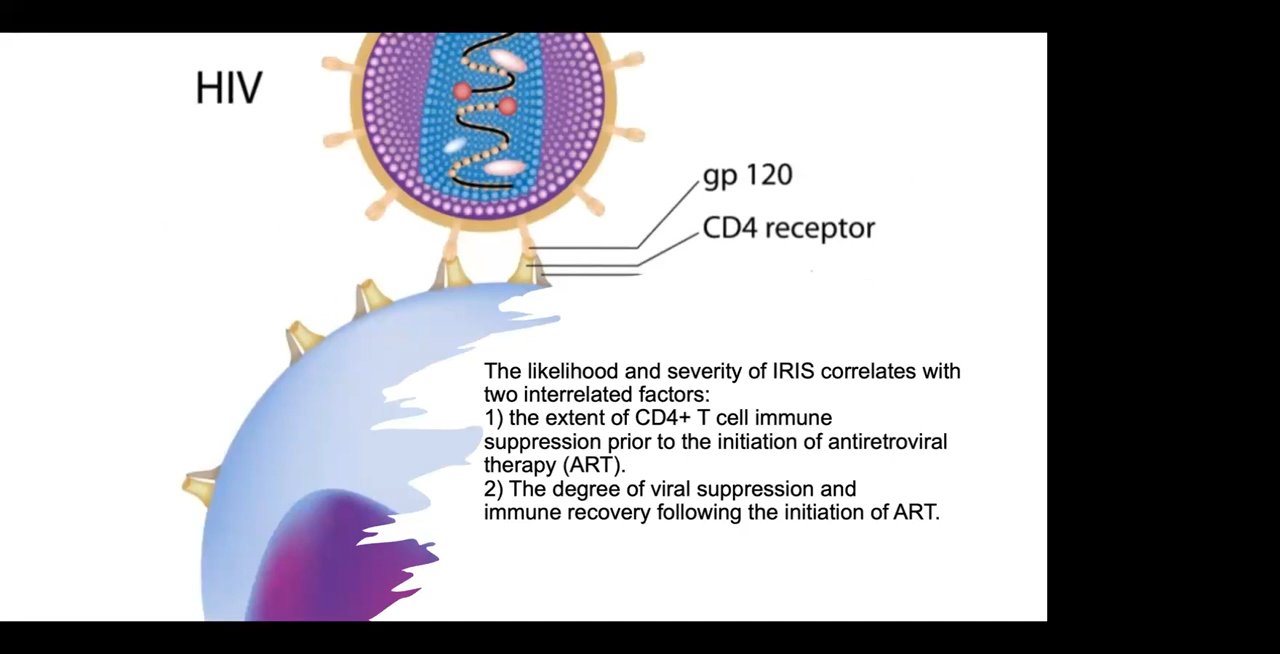 HIV
gp 120
CD4 receptor
The likelihood and severity of IRIS correlates with
two interrelated factors:
1) the extent of CD4+ T cell immune
suppression prior to the initiation of antiretroviral
therapy (ART).
2) The degree of viral suppression and
immune recovery following the initiation of ART.